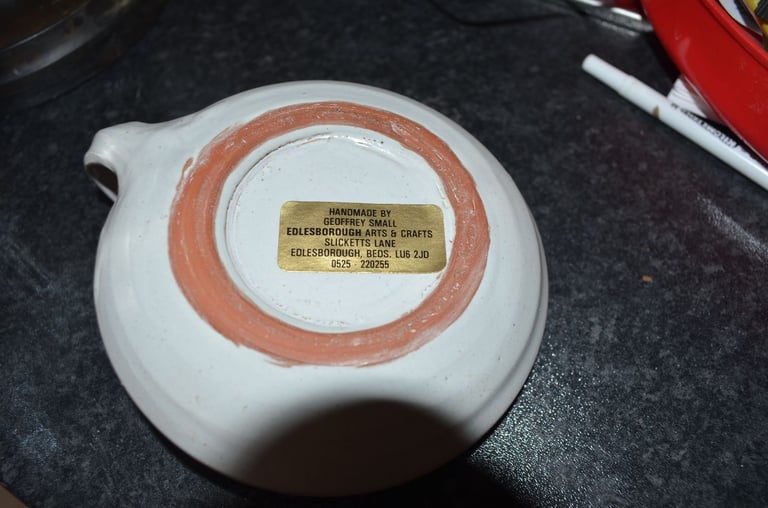 HANDMADE BY
GEOFFREY SMALL
EDLESBOROUGH ARTS & CRAFTS
SLICKETTS LANE
EDLESBOROUGH, BEDS. LU6 2JD
0525 - 220255